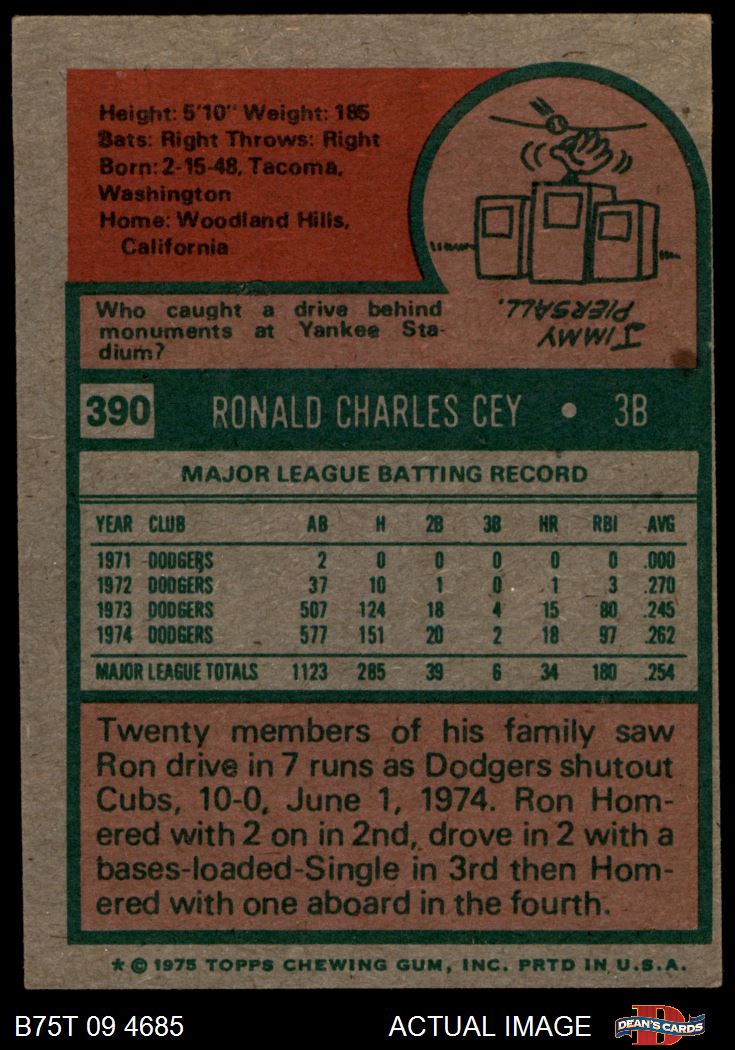 Height: 5'10" Weight: 185
Bats: Right Throws: Right
Born: 2-15-48, Tacoma,
Washington
Home: Woodland Hills,
California
Who caught a drive behind
monuments at Yankee Sta-
dium?
JIMMY
PIERSALL.
390 RONALD CHARLES CEY • 3B
MAJOR LEAGUE BATTING RECORD
YEAR CLUB AB H 2B 3B HR RBI AVG
1971 DODGERS 2 0 0 0 0 0 .000
1972 DODGERS 37 10 1 0 1 3 .270
1973 DODGERS 507 124 18 4 15 80 .245
1974 DODGERS 577 151 20 2 18 97 .262
MAJOR LEAGUE TOTALS 1123 285 39 6 34 180 .254
Twenty members of his family saw
Ron drive in 7 runs as Dodgers shutout
Cubs, 10-0, June 1, 1974. Ron Hom-
ered with 2 on in 2nd, drove in 2 with a
bases-loaded-Single in 3rd then Hom-
ered with one aboard in the fourth.
* © 1975 TOPPS CHEWING GUM, INC. PRTD IN U.S.A.
B75T 09 4685 ACTUAL IMAGE D DEAN'S CARDS